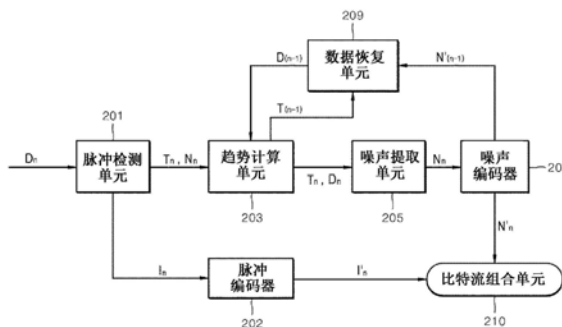 209
数据恢复
单元
D(n-1)
N'(n-1)
T(n-1)
201
Dn
脉冲检测
单元
Tn , Nn
趋势计算
单元
203
Tn , Dn
噪声提取
单元
205
Nn
噪声
编码器
20
N'n
In
脉冲
编码器
202
I'n
比特流组合单元
210